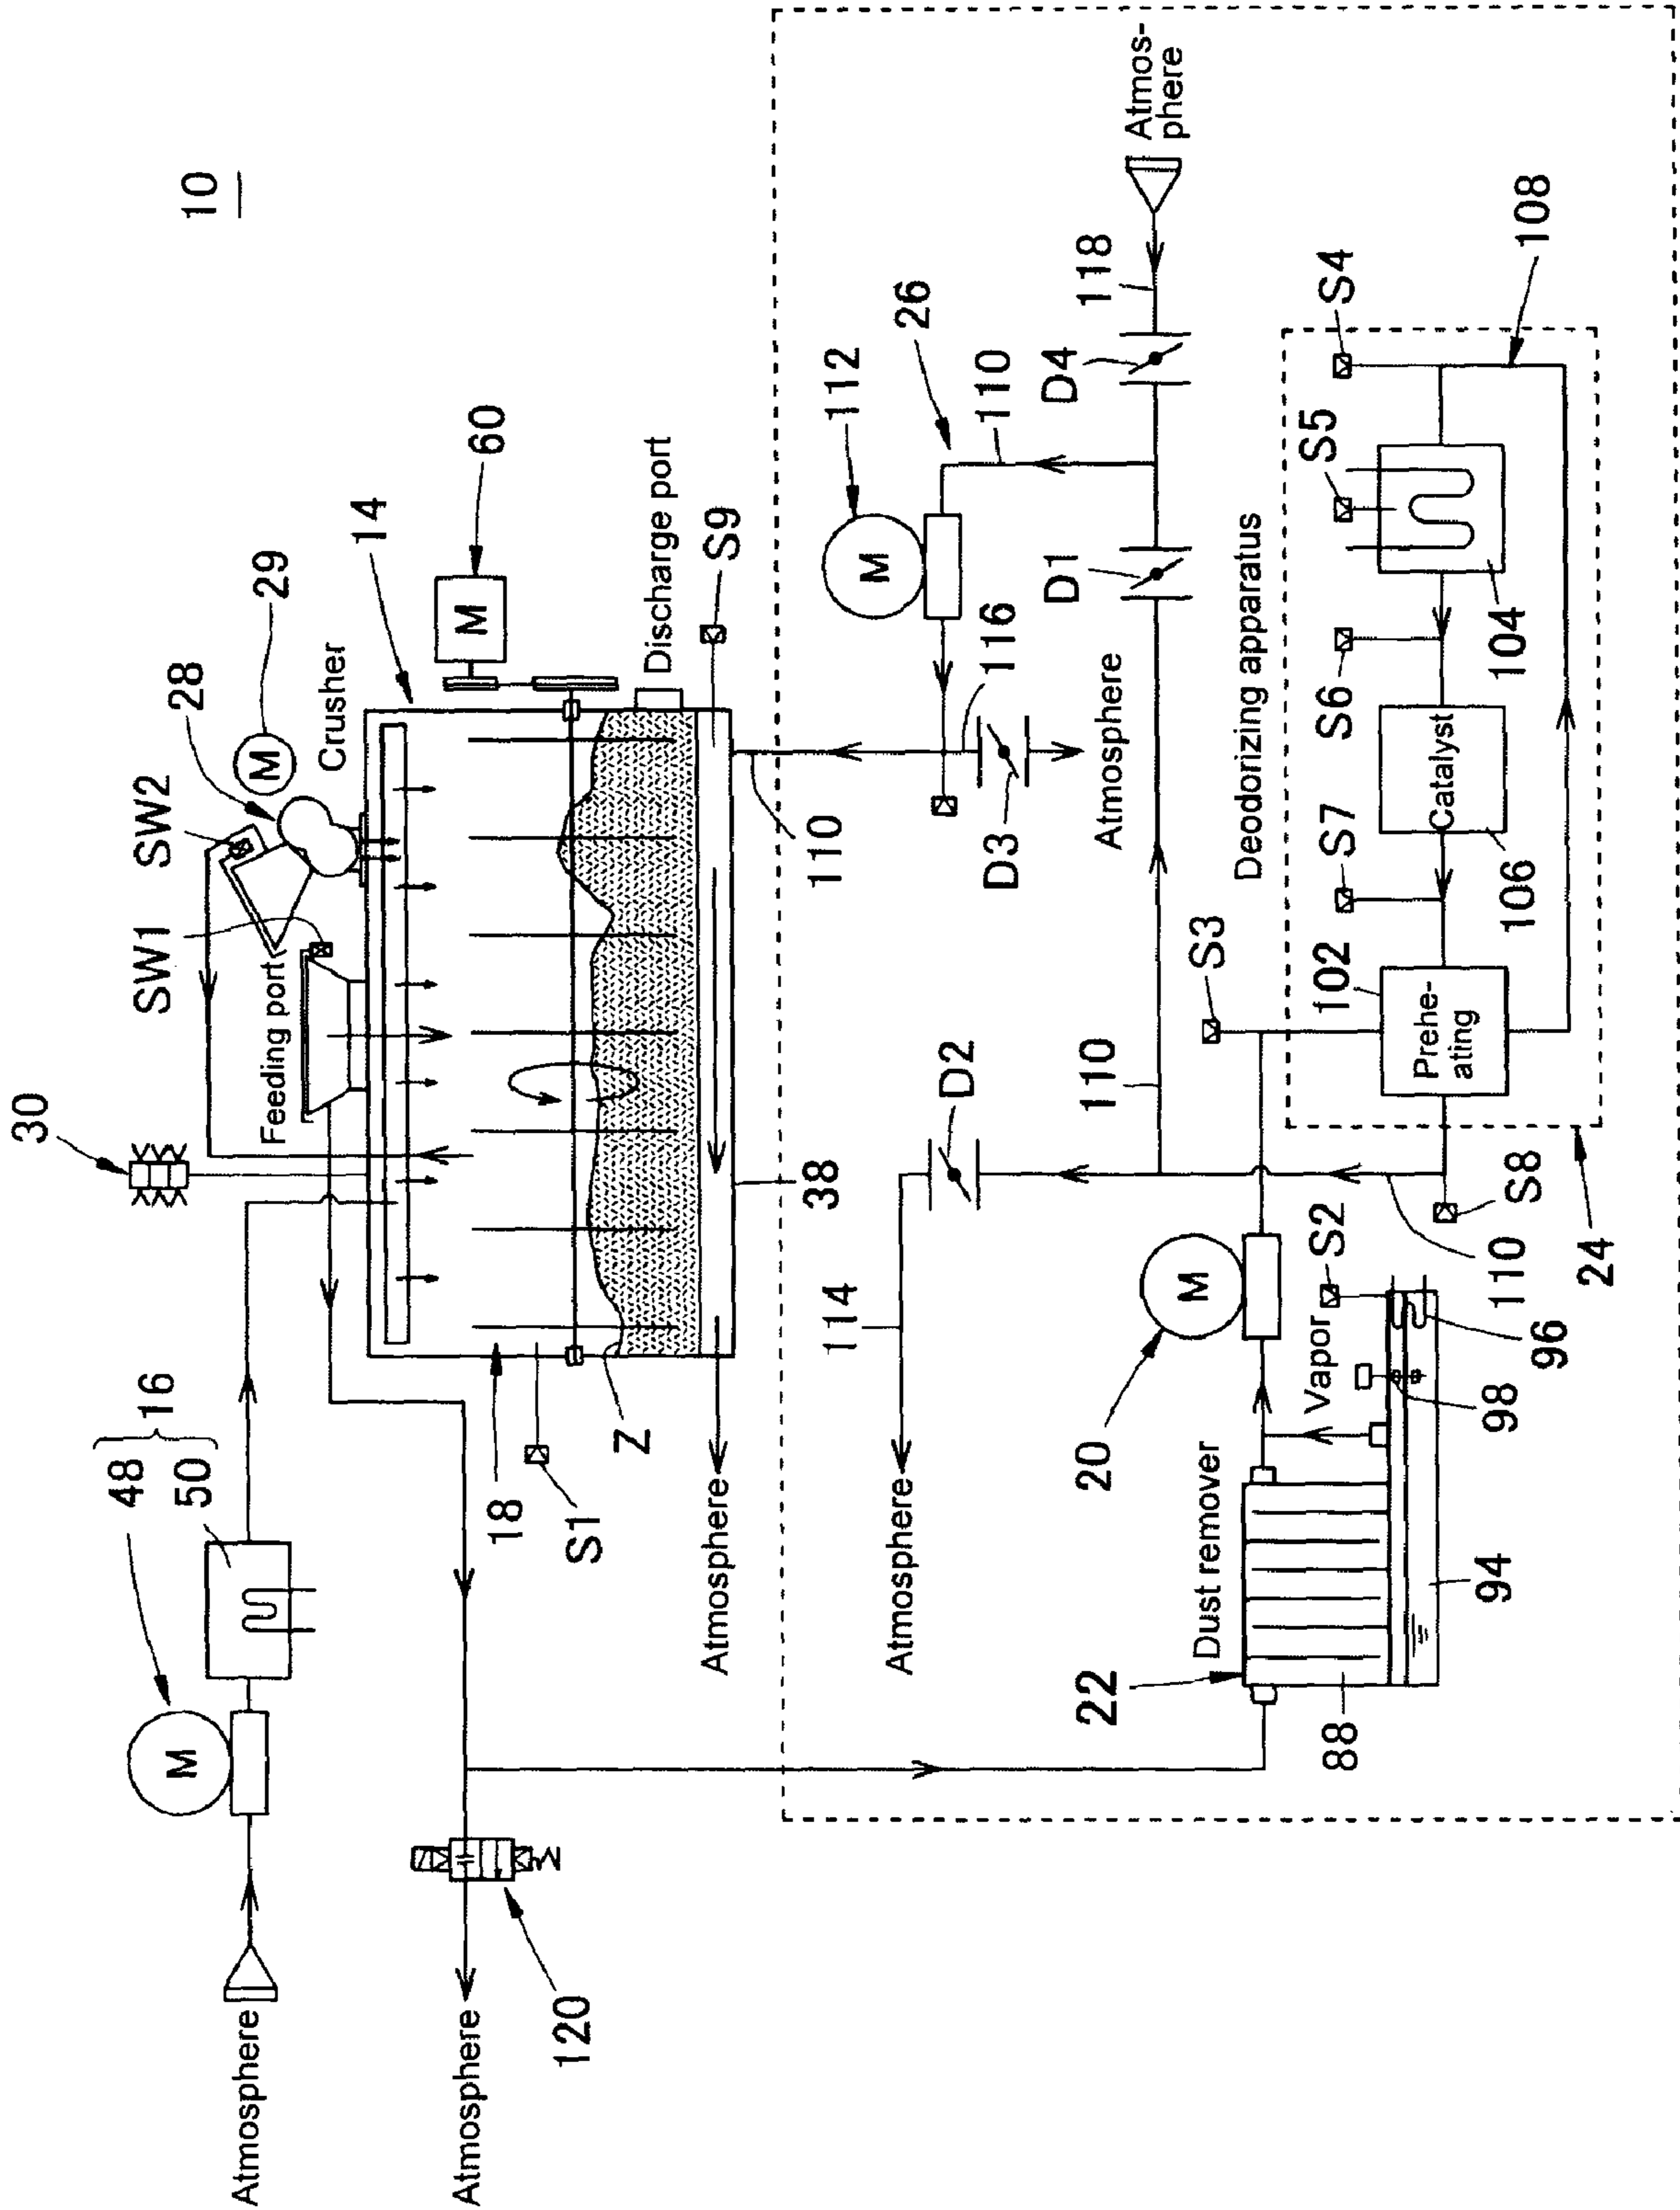 10
Atmosphere
M
48
50
16
30
Feeding port
SW1
SW2
28
M
29
Crusher
14
M
60
Discharge port
S9
Atmosphere
120
18
S1
Z
Atmosphere
38
110
D3
116
Atmosphere
M
112
26
110
D1
D4
118
Atmos-
phere
Atmosphere
114
D2
110
S3
Deodorizing apparatus
22
Dust remover
88
94
20
M
Vapor
S2
98
96
110
S8
24
102
Prehe-
ating
S7
Catalyst
106
S6
S5
104
S4
108